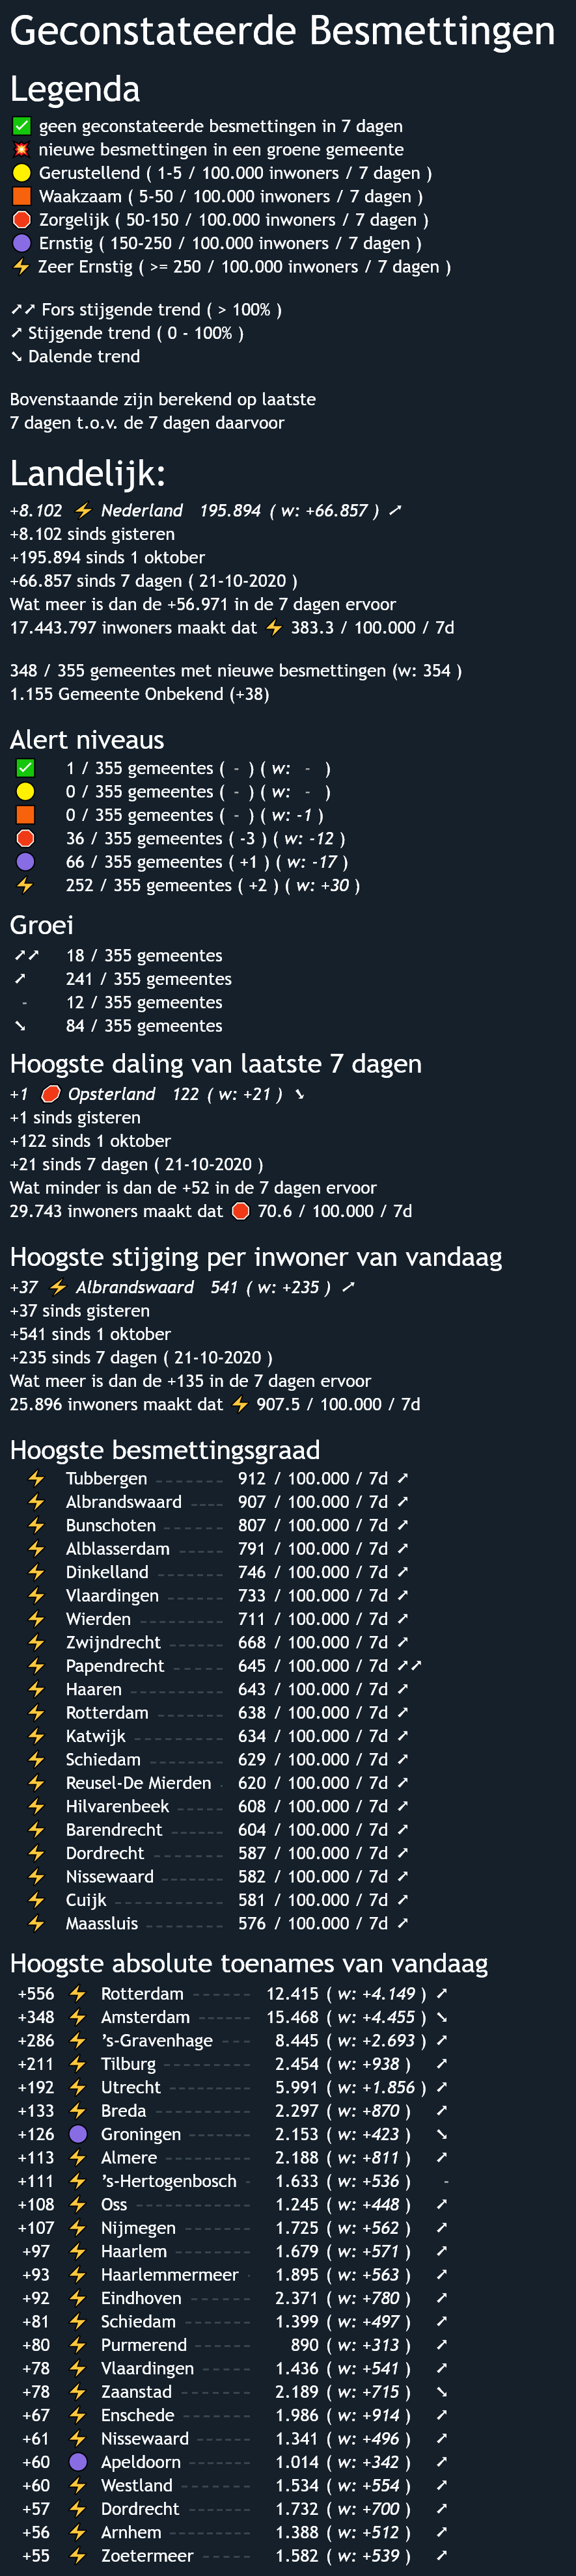 Geconstateerde Besmettingen
Legenda
geen geconstateerde besmettingen in 7 dagen
nieuwe besmettingen in een groene gemeente
Gerustellend ( 1-5 / 100.000 inwoners / 7 dagen )
Waakzaam ( 5-50 / 100.000 inwoners / 7 dagen )
Zorgelijk ( 50-150 / 100.000 inwoners / 7 dagen )
Ernstig ( 150-250 / 100.000 inwoners / 7 dagen )
Zeer Ernstig ( >= 250 / 100.000 inwoners / 7 dagen )
➚➚ Fors stijgende trend ( > 100% )
➚ Stijgende trend ( 0 - 100% )
➘ Dalende trend
Bovenstaande zijn berekend op laatste
7 dagen t.o.v. de 7 dagen daarvoor
Landelijk:
+8.102 ⚡ Nederland 195.894 ( w: +66.857 ) ➚
+8.102 sinds gisteren
+195.894 sinds 1 oktober
+66.857 sinds 7 dagen ( 21-10-2020 )
Wat meer is dan de +56.971 in de 7 dagen ervoor
17.443.797 inwoners maakt dat ⚡ 383.3 / 100.000 / 7d
348 / 355 gemeentes met nieuwe besmettingen (w: 354 )
1.155 Gemeente Onbekend (+38)
Alert niveaus
1 / 355 gemeentes ( - ) ( w: - )
0 / 355 gemeentes ( - ) ( w: - )
0 / 355 gemeentes ( - ) ( w: -1 )
36 / 355 gemeentes ( -3 ) ( w: -12 )
66 / 355 gemeentes ( +1 ) ( w: -17 )
252 / 355 gemeentes ( +2 ) ( w: +30 )
Groei
➚➚ 18 / 355 gemeentes
➚ 241 / 355 gemeentes
- 12 / 355 gemeentes
➘ 84 / 355 gemeentes
Hoogste daling van laatste 7 dagen
+1 Opsterland 122 ( w: +21 ) ➘
+1 sinds gisteren
+122 sinds 1 oktober
+21 sinds 7 dagen ( 21-10-2020 )
Wat minder is dan de +52 in de 7 dagen ervoor
29.743 inwoners maakt dat 70.6 / 100.000 / 7d
Hoogste stijging per inwoner van vandaag
+37 ⚡ Albrandswaard 541 ( w: +235 ) ➚
+37 sinds gisteren
+541 sinds 1 oktober
+235 sinds 7 dagen ( 21-10-2020 )
Wat meer is dan de +135 in de 7 dagen ervoor
25.896 inwoners maakt dat ⚡ 907.5 / 100.000 / 7d
Hoogste besmettingsgraad
Tubbergen 912 / 100.000 / 7d ➚
Albrandswaard 907 / 100.000 / 7d ➚
Bunschoten 807 / 100.000 / 7d ➚
Alblasserdam 791 / 100.000 / 7d ➚
Dinkelland 746 / 100.000 / 7d ➚
Vlaardingen 733 / 100.000 / 7d ➚
Wierden 711 / 100.000 / 7d ➚
Zwijndrecht 668 / 100.000 / 7d ➚
Papendrecht 645 / 100.000 / 7d ➚➚
Haaren 643 / 100.000 / 7d ➚
Rotterdam 638 / 100.000 / 7d ➚
Katwijk 634 / 100.000 / 7d ➚
Schiedam 629 / 100.000 / 7d ➚
Reusel-De Mierden 620 / 100.000 / 7d ➚
Hilvarenbeek 608 / 100.000 / 7d ➚
Barendrecht 604 / 100.000 / 7d ➚
Dordrecht 587 / 100.000 / 7d ➚
Nissewaard 582 / 100.000 / 7d ➚
Cuijk 581 / 100.000 / 7d ➚
Maassluis 576 / 100.000 / 7d ➚
Hoogste absolute toenames van vandaag
+556 Rotterdam 12.415 ( w: +4.149 ) ➚
+348 Amsterdam 15.468 ( w: +4.455 ) ➘
+286 's-Gravenhage 8.445 ( w: +2.693 ) ➚
+211 Tilburg 2.454 ( w: +938 ) ➚
+192 Utrecht 5.991 ( w: +1.856 ) ➚
+133 Breda 2.297 ( w: +870 ) ➚
+126 Groningen 2.153 ( w: +423 ) ➘
+113 Almere 2.188 ( w: +811 ) ➚
+111 's-Hertogenbosch 1.633 ( w: +536 ) -
+108 Oss 1.245 ( w: +448 ) ➚
+107 Nijmegen 1.725 ( w: +562 ) ➚
+97 Haarlem 1.679 ( w: +571 ) ➚
+93 Haarlemmermeer 1.895 ( w: +563 ) ➚
+92 Eindhoven 2.371 ( w: +780 ) ➚
+81 Schiedam 1.399 ( w: +497 ) ➚
+80 Purmerend 890 ( w: +313 ) ➚
+78 Vlaardingen 1.436 ( w: +541 ) ➚
+78 Zaanstad 2.189 ( w: +715 ) ➘
+67 Enschede 1.986 ( w: +914 ) ➚
+61 Nissewaard 1.341 ( w: +496 ) ➚
+60 Apeldoorn 1.014 ( w: +342 ) ➚
+60 Westland 1.534 ( w: +554 ) ➚
+57 Dordrecht 1.732 ( w: +700 ) ➚
+56 Arnhem 1.388 ( w: +512 ) ➚
+55 Zoetermeer 1.582 ( w: +539 ) ➚